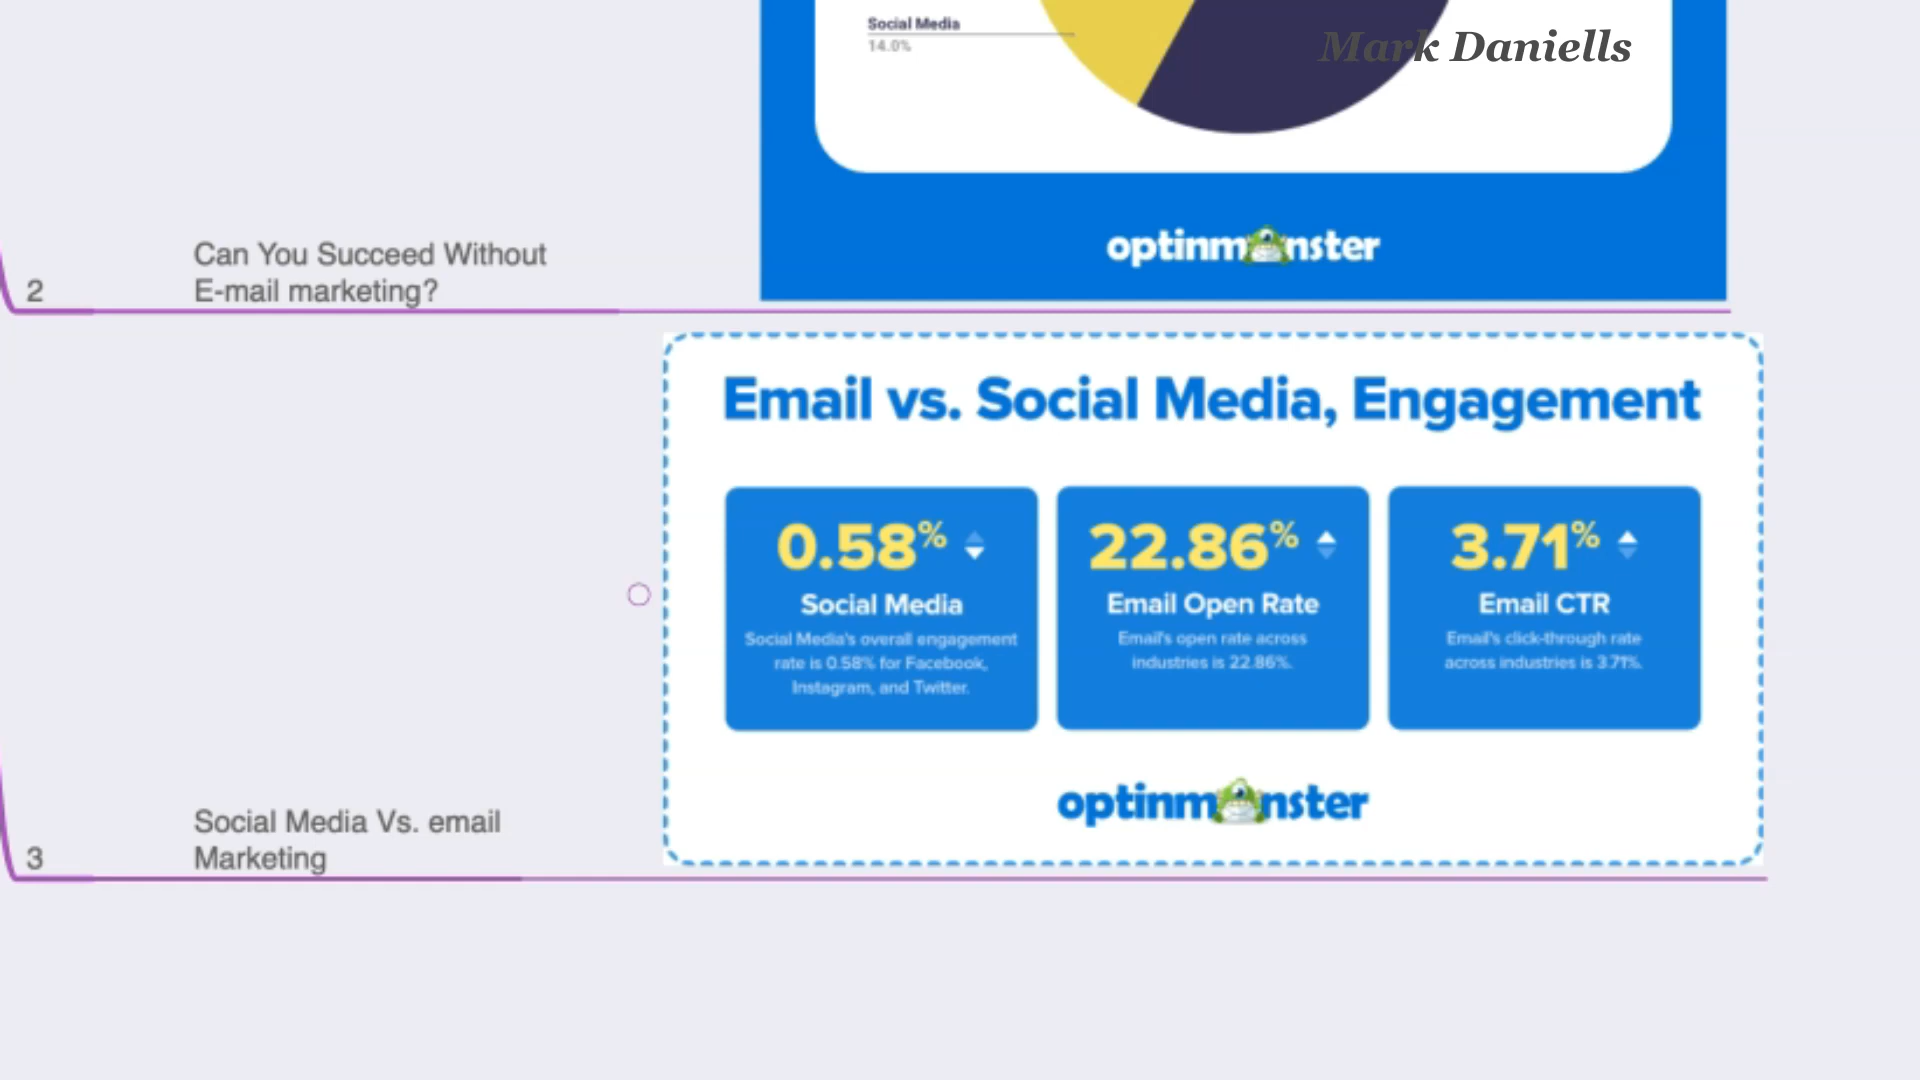 Social Media
14.0%
Mark Daniells
optinmonster
2 Can You Succeed Without
E-mail marketing?
Email vs. Social Media, Engagement
0.58%
Social Media
Social Media's overall engagement
rate is 0.58% for Facebook,
Instagram, and Twitter.
22.86%
Email Open Rate
Email's open rate across
industries is 22.86%.
3.71%
Email CTR
Email's click-through rate
across industries is 3.71%.
optinmonster
3 Social Media Vs. email
Marketing